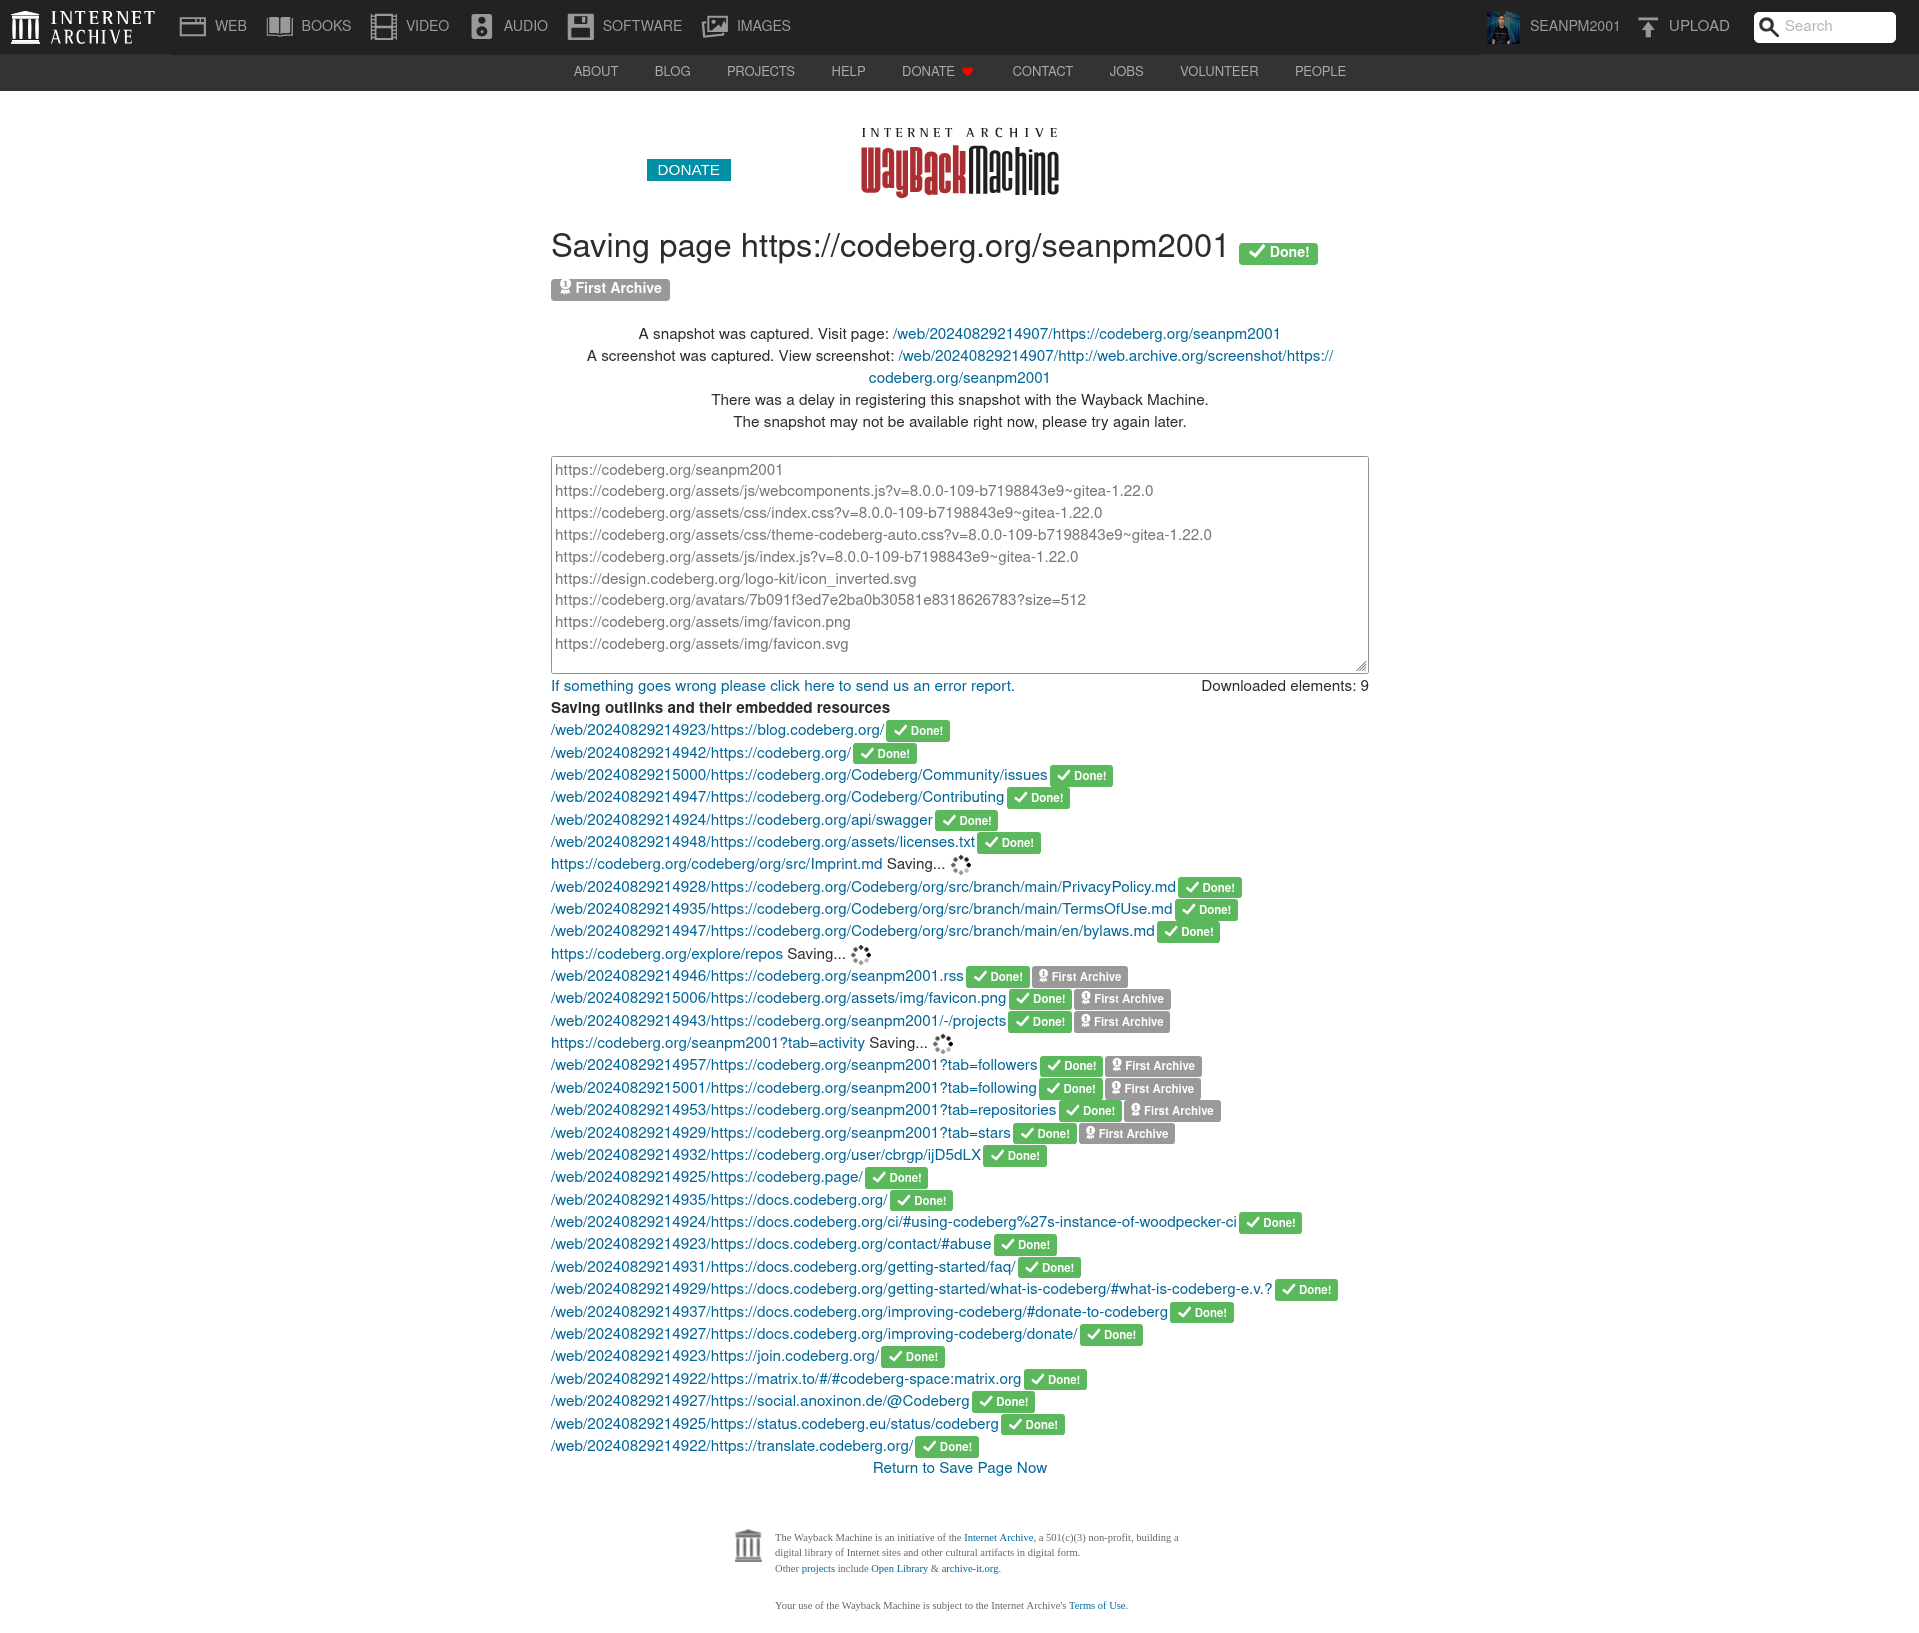 INTERNET ARCHIVE
WEB BOOKS VIDEO AUDIO SOFTWARE IMAGES SEANPM2001 UPLOAD Search
ABOUT BLOG PROJECTS HELP DONATE CONTACT JOBS VOLUNTEER PEOPLE
INTERNET ARCHIVE
WayBackMachine
DONATE
Saving page https://codeberg.org/seanpm2001 Done!
First Archive
A snapshot was captured. Visit page: /web/20240829214907/https://codeberg.org/seanpm2001
A screenshot was captured. View screenshot: /web/20240829214907/http://web.archive.org/screenshot/https://
codeberg.org/seanpm2001
There was a delay in registering this snapshot with the Wayback Machine.
The snapshot may not be available right now, please try again later.
https://codeberg.org/seanpm2001
https://codeberg.org/assets/js/webcomponents.js?v=8.0.0-109-b7198843e9~gitea-1.22.0
https://codeberg.org/assets/css/index.css?v=8.0.0-109-b7198843e9~gitea-1.22.0
https://codeberg.org/assets/css/theme-codeberg-auto.css?v=8.0.0-109-b7198843e9~gitea-1.22.0
https://codeberg.org/assets/js/index.js?v=8.0.0-109-b7198843e9~gitea-1.22.0
https://design.codeberg.org/logo-kit/icon_inverted.svg
https://codeberg.org/avatars/7b091f3ed7e2ba0b30581e8318626783?size=512
https://codeberg.org/assets/img/favicon.png
https://codeberg.org/assets/img/favicon.svg
If something goes wrong please click here to send us an error report. Downloaded elements: 9
Saving outlinks and their embedded resources
/web/20240829214923/https://blog.codeberg.org/ Done!
/web/20240829214942/https://codeberg.org/ Done!
/web/20240829215000/https://codeberg.org/Codeberg/Community/issues Done!
/web/20240829214947/https://codeberg.org/Codeberg/Contributing Done!
/web/20240829214924/https://codeberg.org/api/swagger Done!
/web/20240829214948/https://codeberg.org/assets/licenses.txt Done!
https://codeberg.org/codeberg/org/src/Imprint.md Saving...
/web/20240829214928/https://codeberg.org/Codeberg/org/src/branch/main/PrivacyPolicy.md Done!
/web/20240829214935/https://codeberg.org/Codeberg/org/src/branch/main/TermsOfUse.md Done!
/web/20240829214947/https://codeberg.org/Codeberg/org/src/branch/main/en/bylaws.md Done!
https://codeberg.org/explore/repos Saving...
/web/20240829214946/https://codeberg.org/seanpm2001.rss Done! First Archive
/web/20240829215006/https://codeberg.org/assets/img/favicon.png Done! First Archive
/web/20240829214943/https://codeberg.org/seanpm2001/-/projects Done! First Archive
https://codeberg.org/seanpm2001?tab=activity Saving...
/web/20240829214957/https://codeberg.org/seanpm2001?tab=followers Done! First Archive
/web/20240829215001/https://codeberg.org/seanpm2001?tab=following Done! First Archive
/web/20240829214953/https://codeberg.org/seanpm2001?tab=repositories Done! First Archive
/web/20240829214929/https://codeberg.org/seanpm2001?tab=stars Done! First Archive
/web/20240829214932/https://codeberg.org/user/cbrgp/ijD5dLX Done!
/web/20240829214925/https://codeberg.page/ Done!
/web/20240829214935/https://docs.codeberg.org/ Done!
/web/20240829214924/https://docs.codeberg.org/ci/#using-codeberg%27s-instance-of-woodpecker-ci Done!
/web/20240829214923/https://docs.codeberg.org/contact/#abuse Done!
/web/20240829214931/https://docs.codeberg.org/getting-started/faq/ Done!
/web/20240829214929/https://docs.codeberg.org/getting-started/what-is-codeberg/#what-is-codeberg-e.v.? Done!
/web/20240829214937/https://docs.codeberg.org/improving-codeberg/#donate-to-codeberg Done!
/web/20240829214927/https://docs.codeberg.org/improving-codeberg/donate/ Done!
/web/20240829214923/https://join.codeberg.org/ Done!
/web/20240829214922/https://matrix.to/#/#codeberg-space:matrix.org Done!
/web/20240829214927/https://social.anoxinon.de/@Codeberg Done!
/web/20240829214925/https://status.codeberg.eu/status/codeberg Done!
/web/20240829214922/https://translate.codeberg.org/ Done!
Return to Save Page Now
The Wayback Machine is an initiative of the Internet Archive, a 501(c)(3) non-profit, building a
digital library of Internet sites and other cultural artifacts in digital form.
Other projects include Open Library & archive-it.org.
Your use of the Wayback Machine is subject to the Internet Archive's Terms of Use.